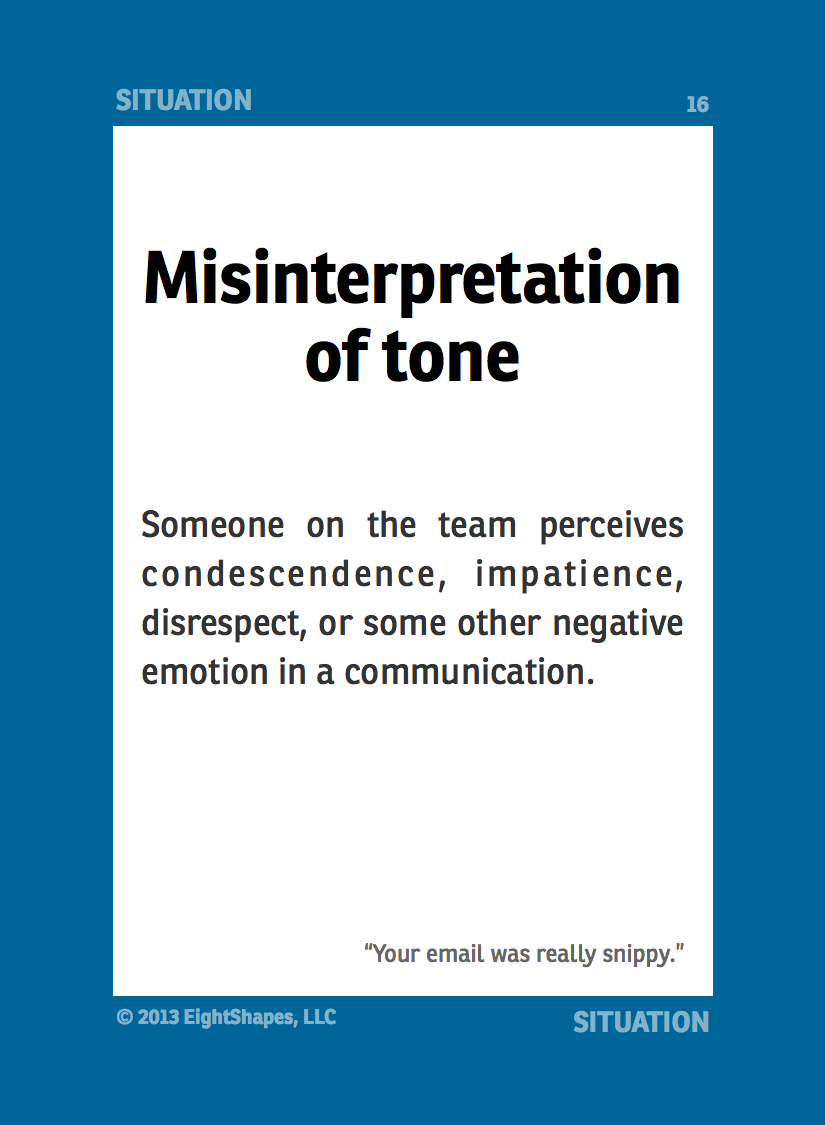 SITUATION
16
Misinterpretation
of tone
Someone on the team perceives
condescendence, impatience,
disrespect, or some other negative
emotion in a communication.
“Your email was really snippy.”
© 2013 EightShapes, LLC
SITUATION